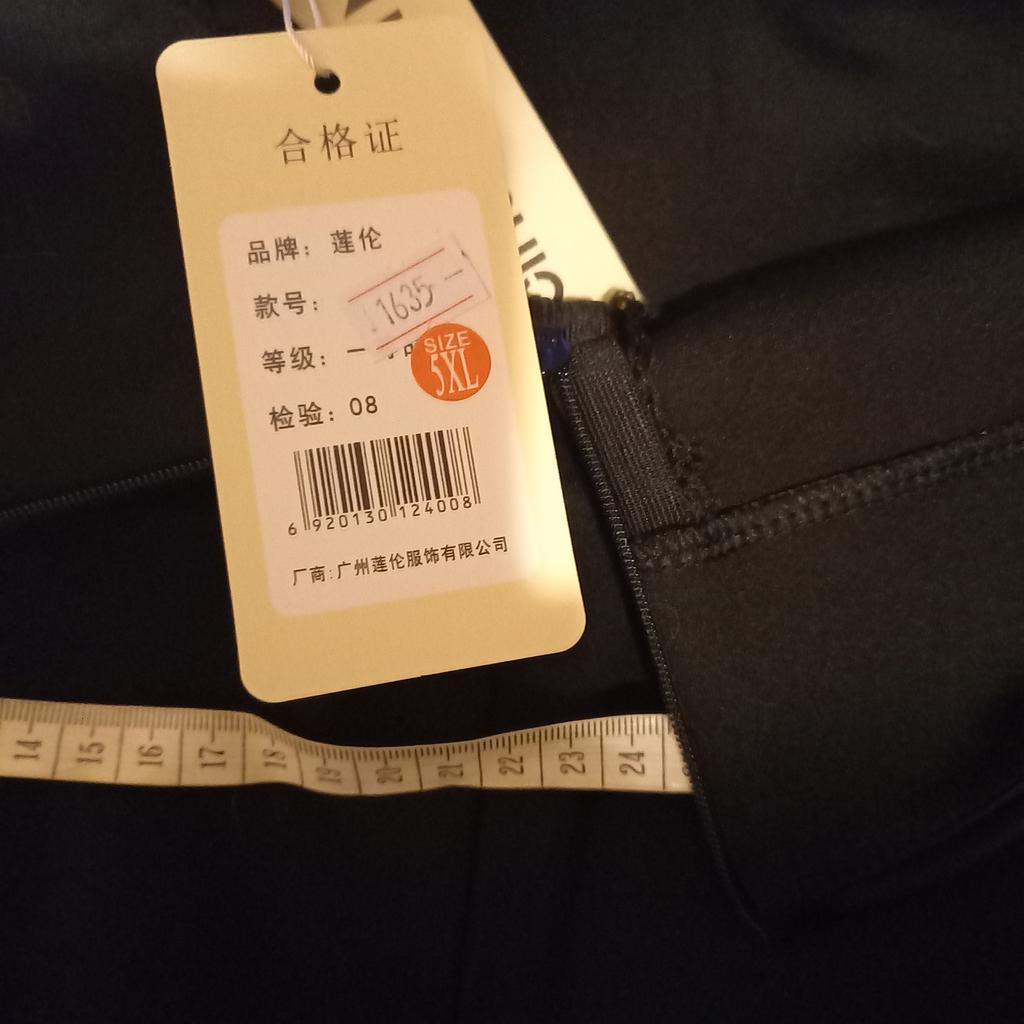 合格证
品牌: 莲伦
款号:
1635-
等级: 一
SIZE
5XL
检验: 08
6 920130 124008
厂商:广州莲伦服饰有限公司
14 15 16 17 18 19 20 21 22 23 24